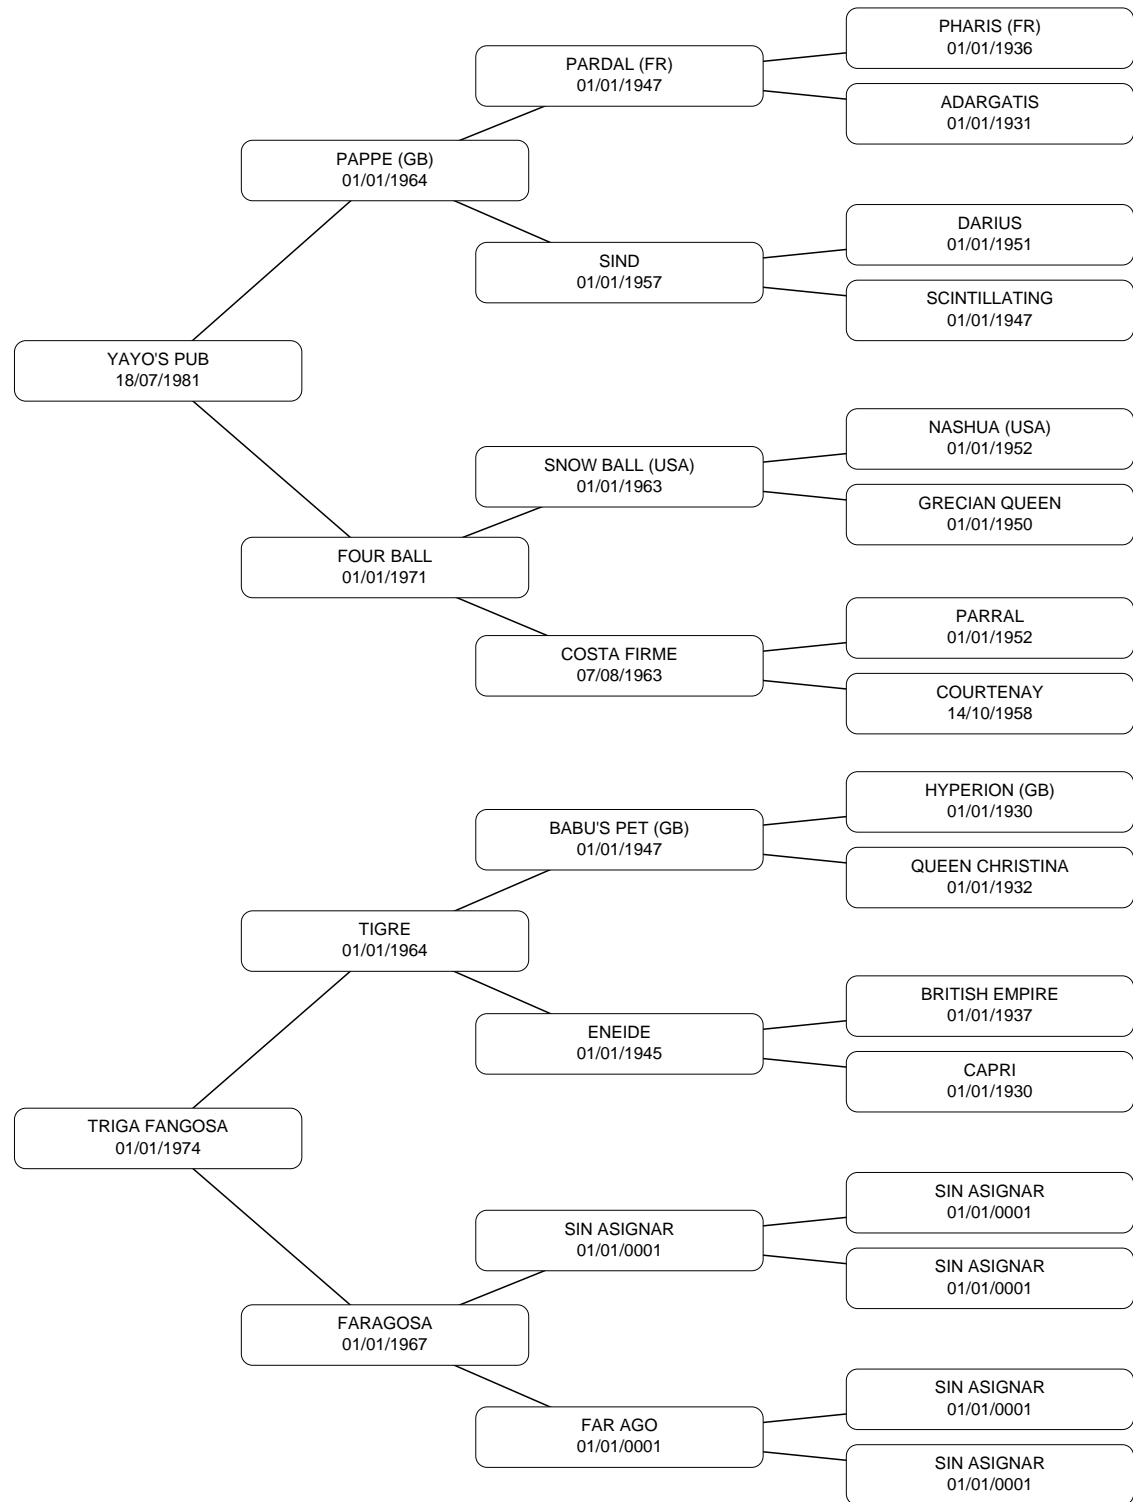 PHARIS (FR)
01/01/1936
PARDAL (FR)
01/01/1947
ADARGATIS
01/01/1931
PAPPE (GB)
01/01/1964
DARIUS
01/01/1951
SIND
01/01/1957
SCINTILLATING
01/01/1947
YAYO'S PUB
18/07/1981
NASHUA (USA)
01/01/1952
SNOW BALL (USA)
01/01/1963
GRECIAN QUEEN
01/01/1950
FOUR BALL
01/01/1971
PARRAL
01/01/1952
COSTA FIRME
07/08/1963
COURTENAY
14/10/1958
HYPERION (GB)
01/01/1930
BABU'S PET (GB)
01/01/1947
QUEEN CHRISTINA
01/01/1932
TIGRE
01/01/1964
BRITISH EMPIRE
01/01/1937
ENEIDE
01/01/1945
CAPRI
01/01/1930
TRIGA FANGOSA
01/01/1974
SIN ASIGNAR
01/01/0001
SIN ASIGNAR
01/01/0001
SIN ASIGNAR
01/01/0001
FARAGOSA
01/01/1967
SIN ASIGNAR
01/01/0001
FAR AGO
01/01/0001
SIN ASIGNAR
01/01/0001